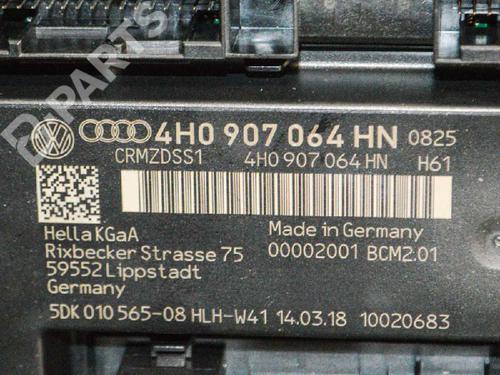 B PARTS
4H0 907 064 HN 0825
CRMZDSS1 4H0 907 064 HN H61
Hella KGaA
Rixbecker Strasse 75
59552 Lippstadt
Germany
Made in Germany
00002001 BCM2.01
5DK 010 565-08 HLH-W41 14.03.18 10020683